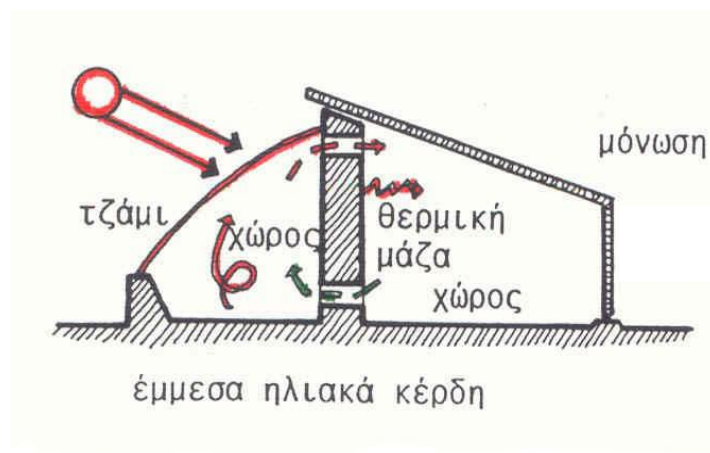 μόνωση
τζάμι
χώρος
θερμική
μάζα
χώρος
έμμεσα ηλιακά κέρδη